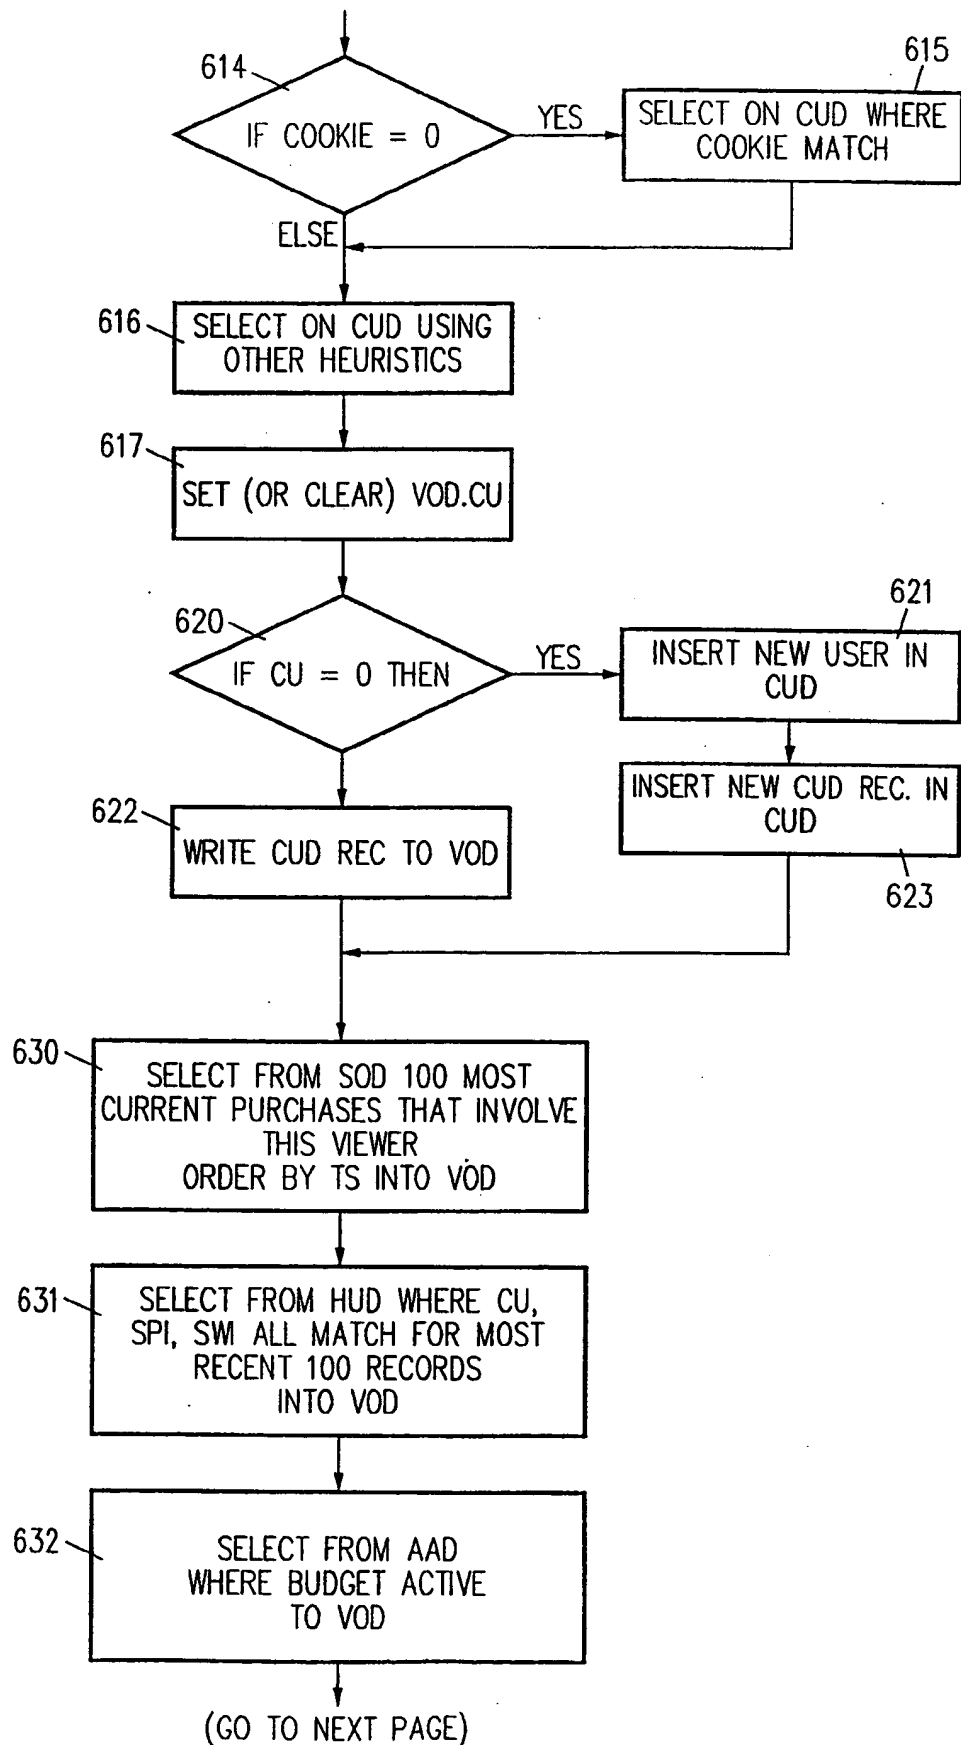 614
IF COOKIE = 0
YES
615
SELECT ON CUD WHERE
COOKIE MATCH
ELSE
616
SELECT ON CUD USING
OTHER HEURISTICS
617
SET (OR CLEAR) VOD.CU
620
IF CU = 0 THEN
YES
621
INSERT NEW USER IN
CUD
622
WRITE CUD REC TO VOD
INSERT NEW CUD REC. IN
CUD
623
630
SELECT FROM SOD 100 MOST
CURRENT PURCHASES THAT INVOLVE
THIS VIEWER
ORDER BY TS INTO VOD
631
SELECT FROM HUD WHERE CU,
SPI, SWI ALL MATCH FOR MOST
RECENT 100 RECORDS
INTO VOD
632
SELECT FROM AAD
WHERE BUDGET ACTIVE
TO VOD
(GO TO NEXT PAGE)